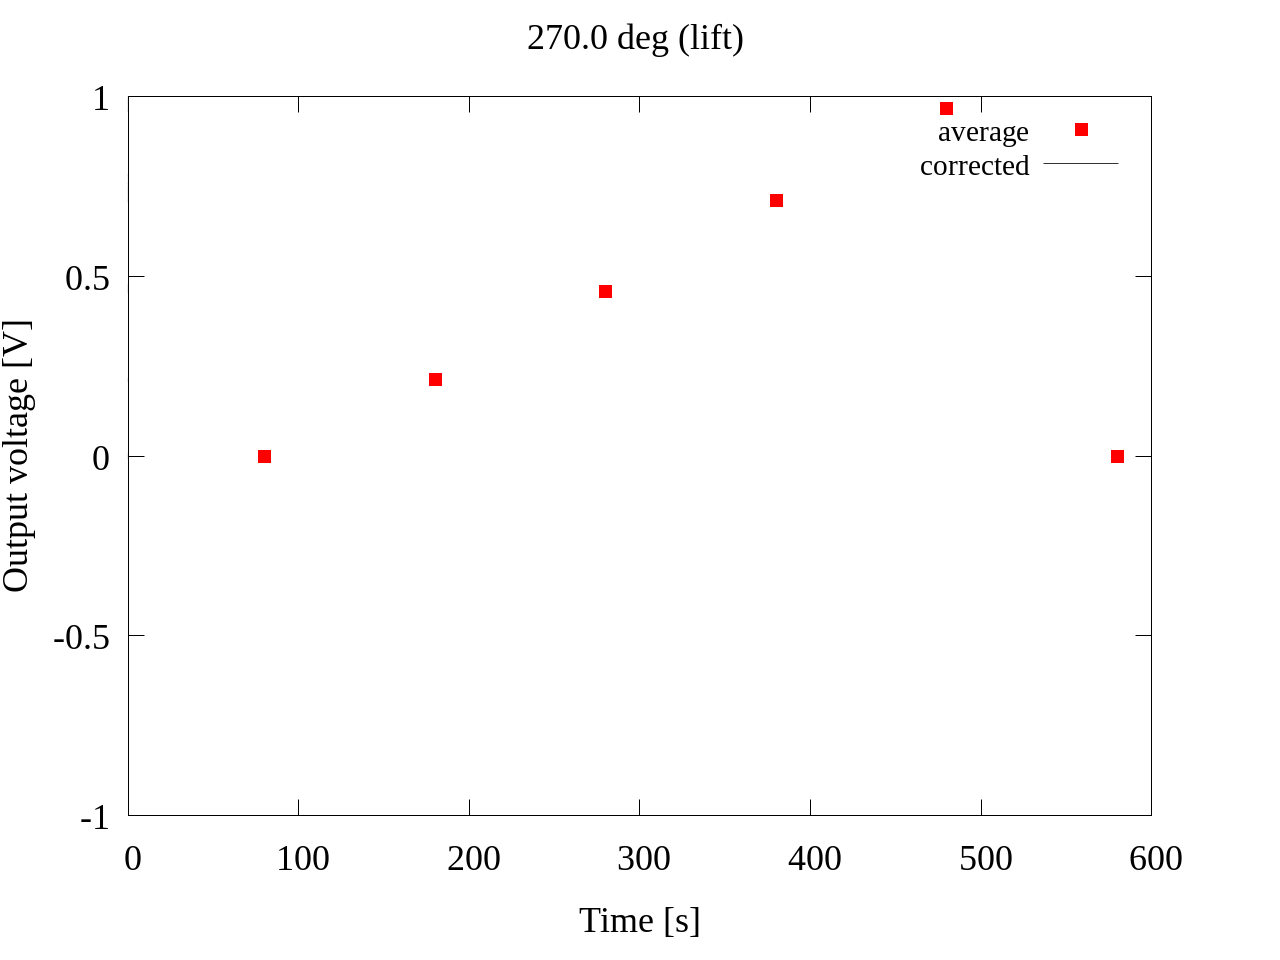 270.0 deg (lift)
1
0.5
0
-0.5
-1
Output voltage [V]
average
corrected
0 100 200 300 400 500 600
Time [s]